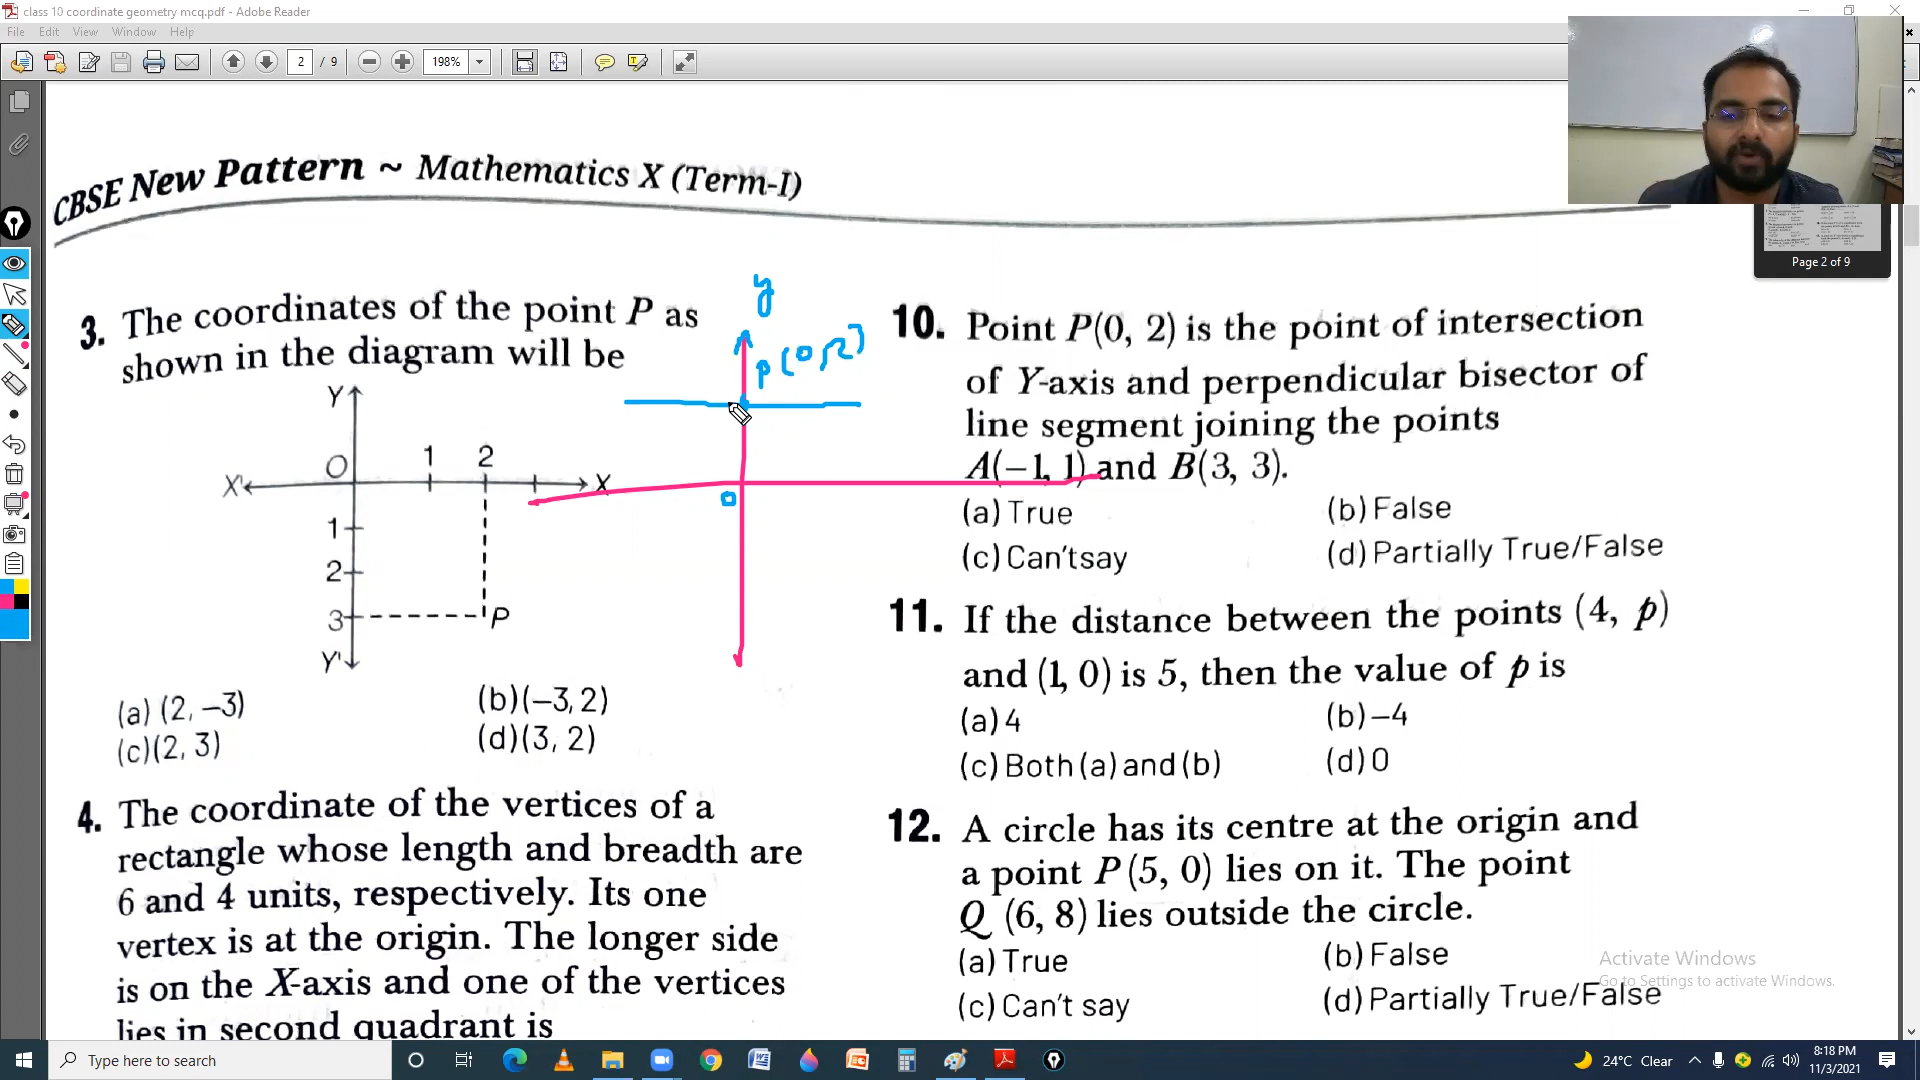 class 10 coordinate geometry mcq.pdf - Adobe Reader
File Edit View Window Help
2 / 9 198%
CBSE New Pattern ~ Mathematics X (Term-I)
Page 2 of 9
3. The coordinates of the point P as
shown in the diagram will be
Y
O 1 2
X' X
1
2
3 P
Y'
(a) (2, –3) (b) (–3, 2)
(c) (2, 3) (d) (3, 2)
y
P(0,2)
0
4. The coordinate of the vertices of a
rectangle whose length and breadth are
6 and 4 units, respectively. Its one
vertex is at the origin. The longer side
is on the X-axis and one of the vertices
lies in second quadrant is
10. Point P(0, 2) is the point of intersection
of Y-axis and perpendicular bisector of
line segment joining the points
A(–1, 1) and B(3, 3).
(a) True (b) False
(c) Can'tsay (d) Partially True/False
11. If the distance between the points (4, p)
and (1, 0) is 5, then the value of p is
(a) 4 (b) –4
(c) Both (a) and (b) (d) 0
12. A circle has its centre at the origin and
a point P (5, 0) lies on it. The point
Q (6, 8) lies outside the circle.
(a) True (b) False
(c) Can't say (d) Partially True/False
Activate Windows
Go to Settings to activate Windows.
Type here to search
24°C Clear
8:18 PM
11/3/2021